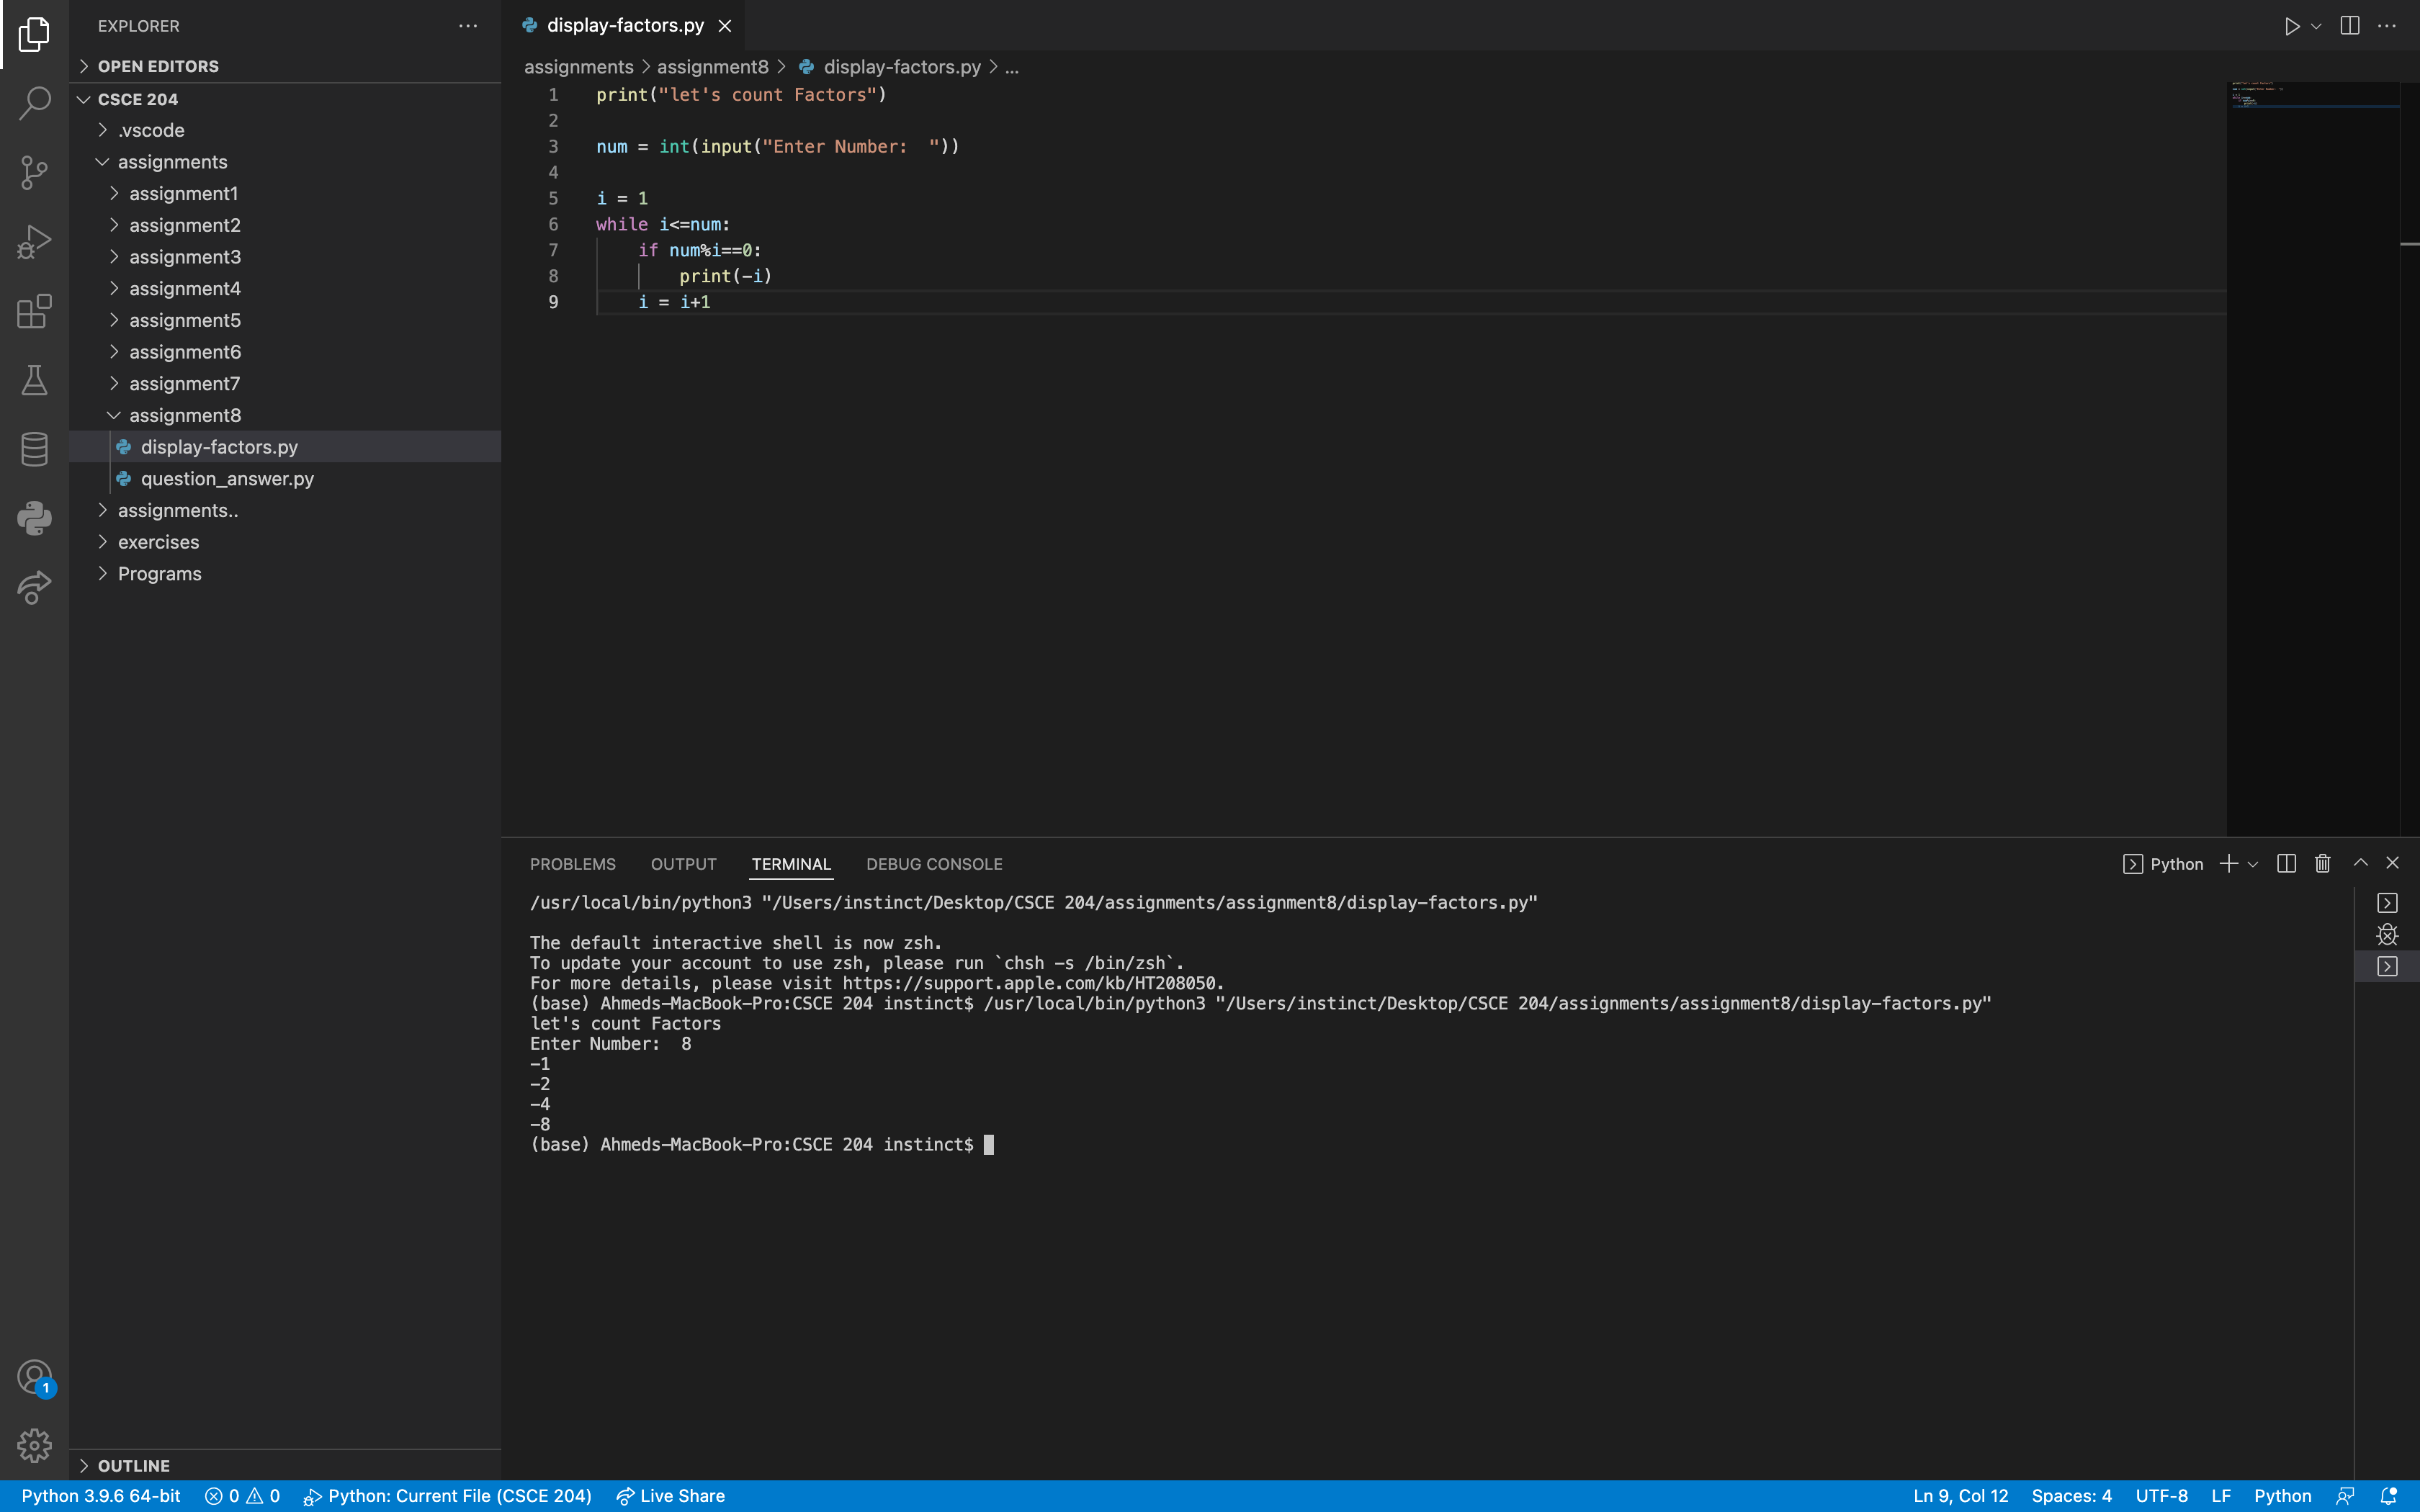 EXPLORER
OPEN EDITORS
CSCE 204
.vscode
assignments
assignment1
assignment2
assignment3
assignment4
assignment5
assignment6
assignment7
assignment8
display-factors.py
question_answer.py
assignments..
exercises
Programs
OUTLINE
display-factors.py
assignments > assignment8 > display-factors.py > ...
1 print("let's count Factors")
2
3 num = int(input("Enter Number:  "))
4
5 i = 1
6 while i<=num:
7     if num%i==0:
8         print(-i)
9     i = i+1
PROBLEMS OUTPUT TERMINAL DEBUG CONSOLE
Python
/usr/local/bin/python3 "/Users/instinct/Desktop/CSCE 204/assignments/assignment8/display-factors.py"
The default interactive shell is now zsh.
To update your account to use zsh, please run `chsh -s /bin/zsh`.
For more details, please visit https://support.apple.com/kb/HT208050.
(base) Ahmeds-MacBook-Pro:CSCE 204 instinct$ /usr/local/bin/python3 "/Users/instinct/Desktop/CSCE 204/assignments/assignment8/display-factors.py"
let's count Factors
Enter Number:  8
-1
-2
-4
-8
(base) Ahmeds-MacBook-Pro:CSCE 204 instinct$
1
Python 3.9.6 64-bit 0 0 Python: Current File (CSCE 204) Live Share Ln 9, Col 12 Spaces: 4 UTF-8 LF Python